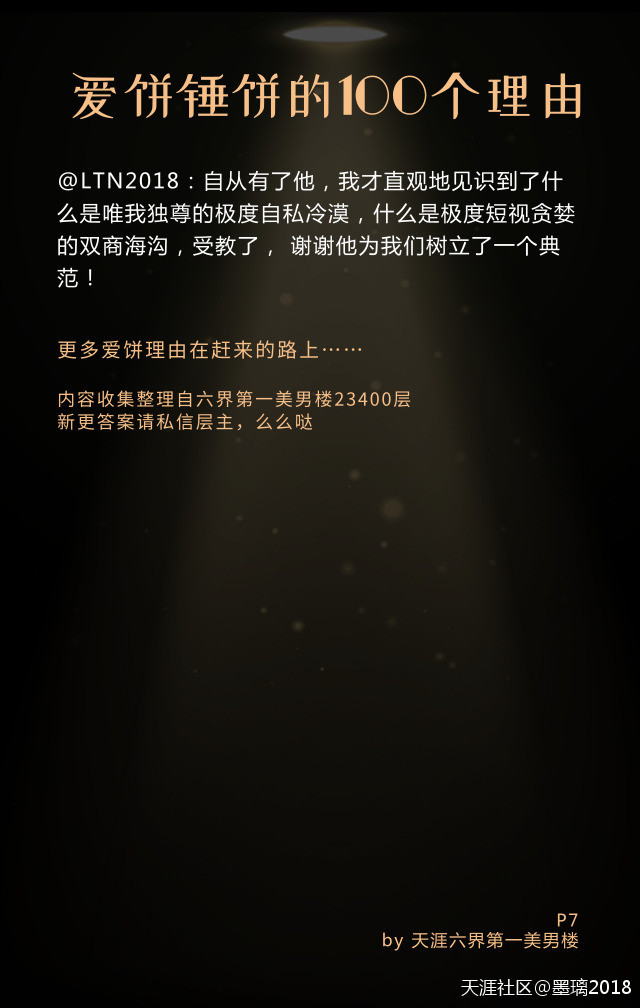 爱饼锤饼的100个理由
@LTN2018：自从有了他，我才直观地见识到了什
么是唯我独尊的极度自私冷漠，什么是极度短视贪婪
的双商海沟，受教了， 谢谢他为我们树立了一个典
范！
更多爱饼理由在赶来的路上……
内容收集整理自六界第一美男楼23400层
新更答案请私信层主，么么哒
P7
by 天涯六界第一美男楼
天涯社区@墨璃2018